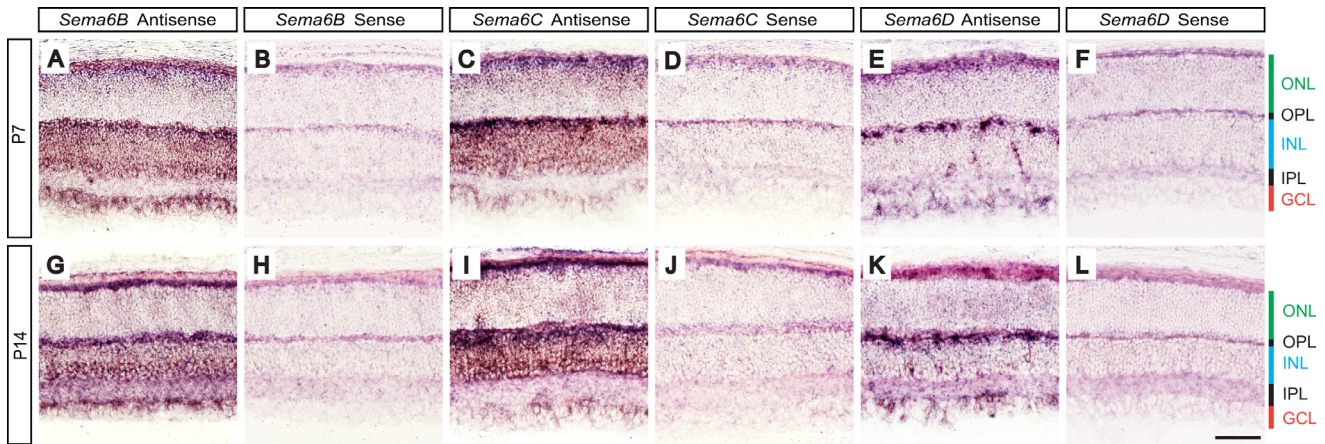 Sema6B Antisense
Sema6B Sense
Sema6C Antisense
Sema6C Sense
Sema6D Antisense
Sema6D Sense
P7
A
B
C
D
E
F
ONL
OPL
INL
IPL
GCL
P14
G
H
I
J
K
L
ONL
OPL
INL
IPL
GCL